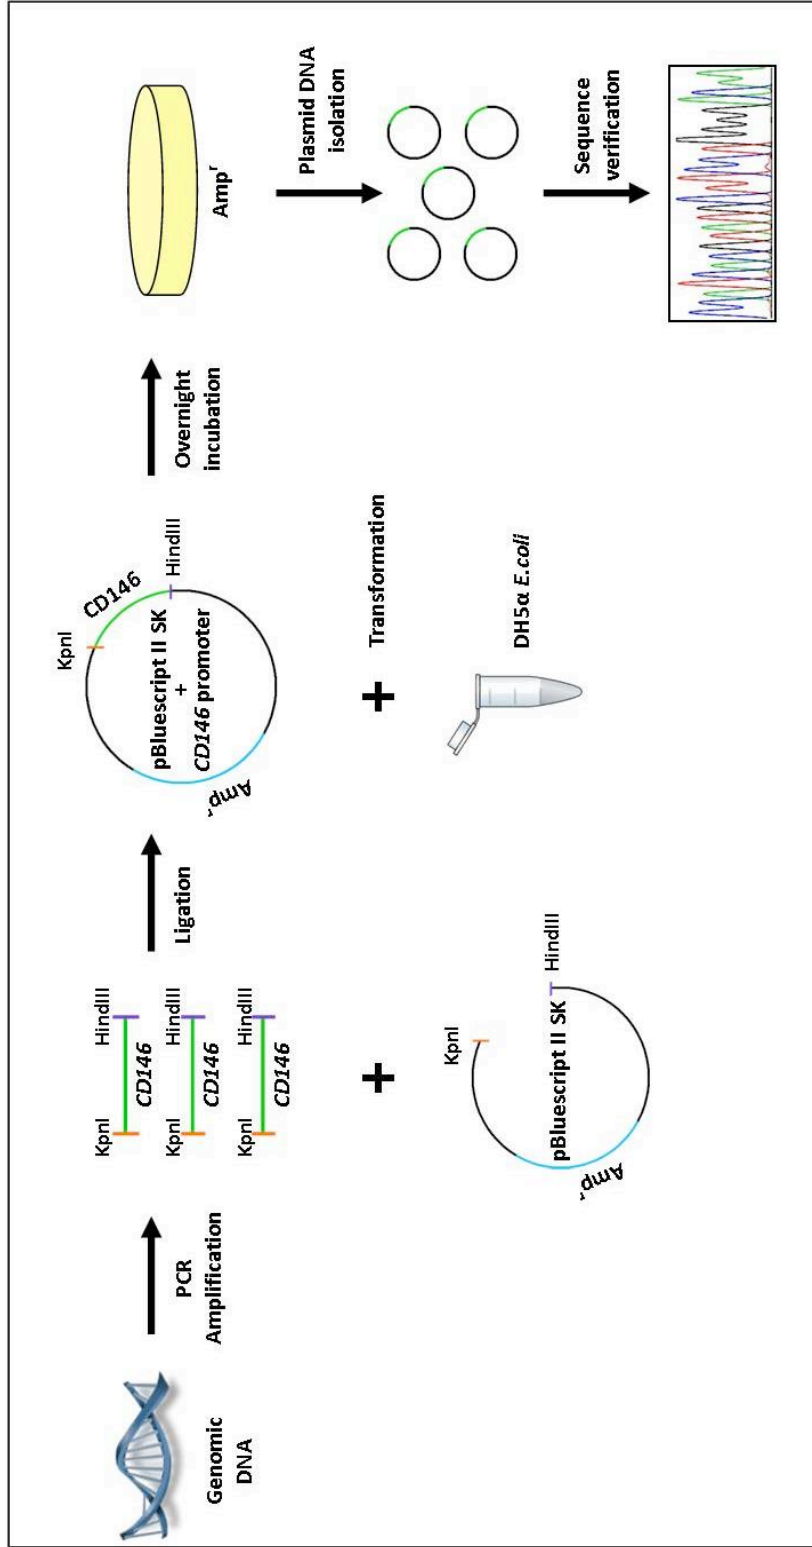 Genomic
DNA
PCR
Amplification
KpnI
HindIII
CD146
KpnI
HindIII
CD146
KpnI
HindIII
CD146
+
KpnI
HindIII
pBluescript II SK
Ampʳ
Ligation
KpnI
CD146
HindIII
pBluescript II SK
+
CD146 promoter
Ampʳ
+
Transformation
DH5α E.coli
Overnight
incubation
Ampʳ
Plasmid DNA
isolation
Sequence
verification